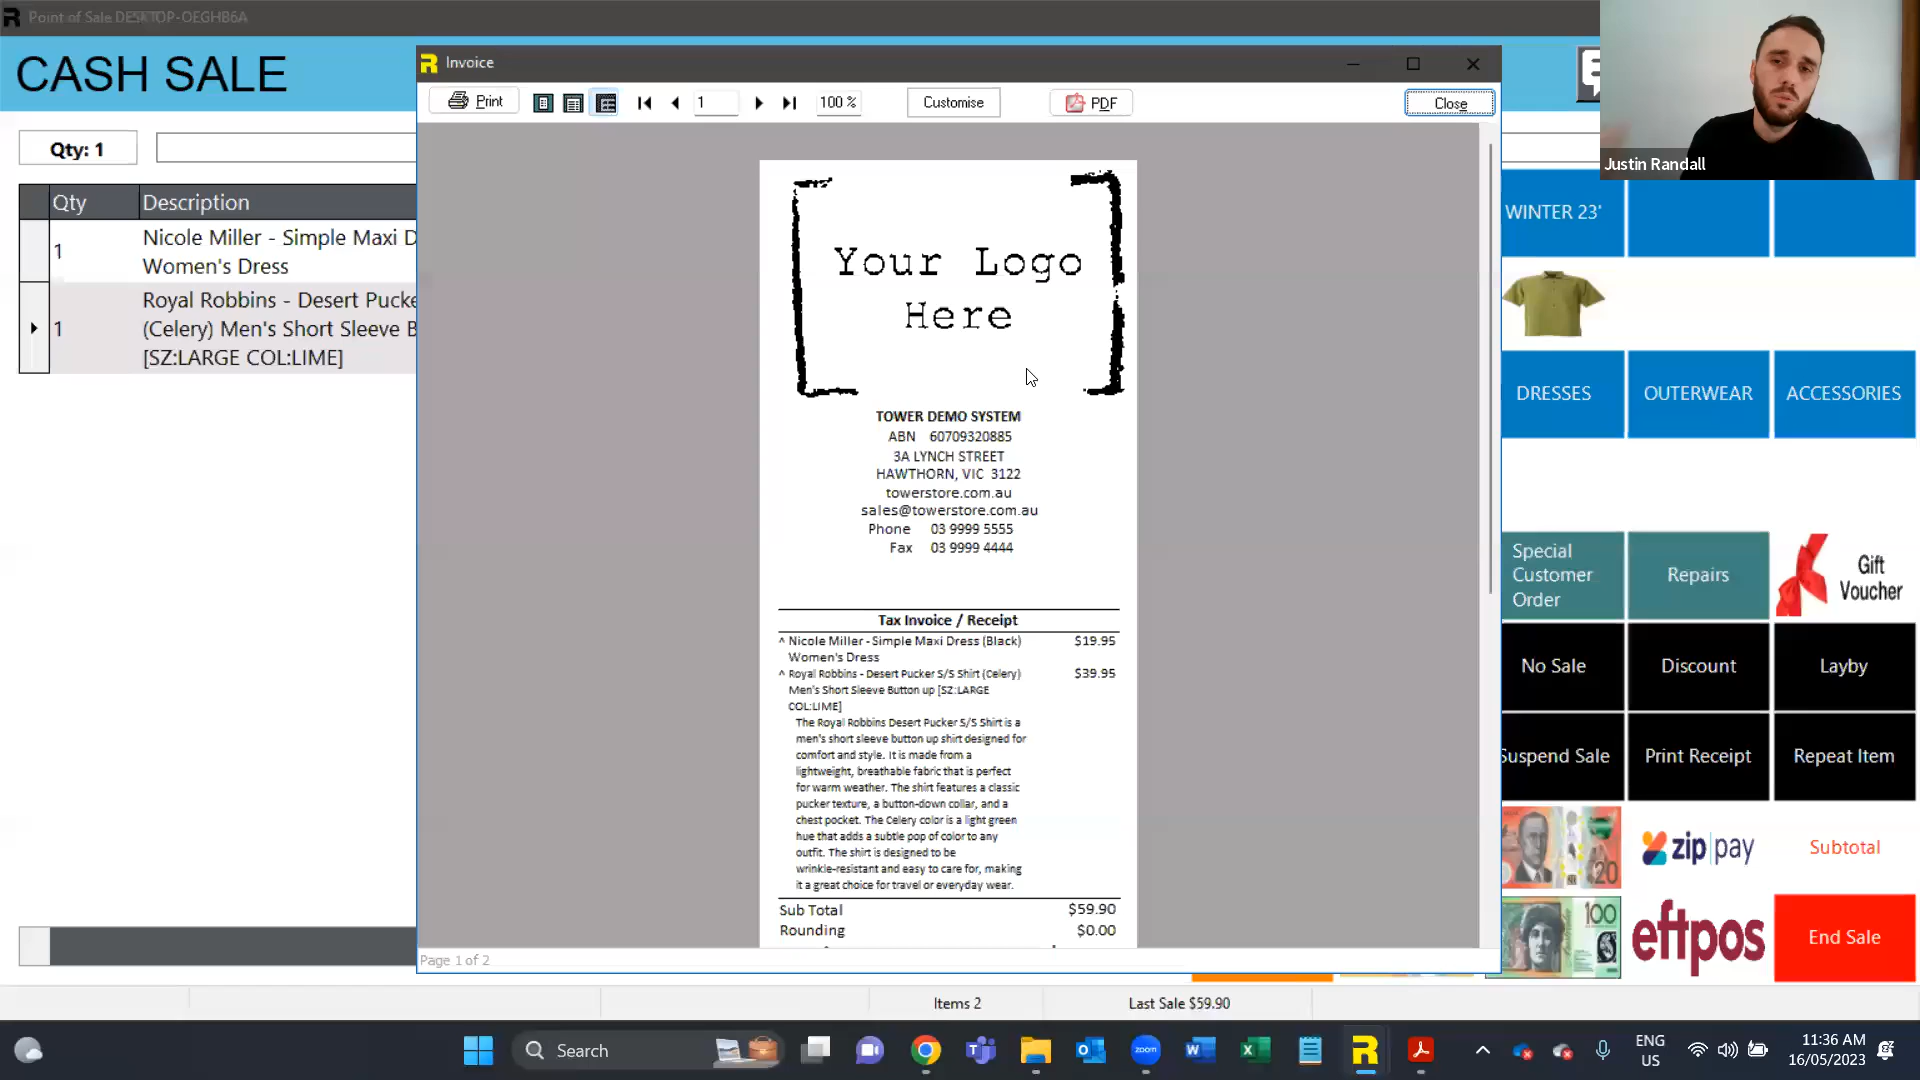 Point of Sale DESKTOP-OEGHB6A
CASH SALE
Qty: 1
Qty Description
1 Nicole Miller - Simple Maxi D
Women's Dress
1 Royal Robbins - Desert Pucke
(Celery) Men's Short Sleeve B
[SZ:LARGE COL:LIME]
Invoice
Print
1
100 %
Customise
PDF
Close
Your Logo
Here
TOWER DEMO SYSTEM
ABN 60709320885
3A LYNCH STREET
HAWTHORN, VIC 3122
towerstore.com.au
sales@towerstore.com.au
Phone 03 9999 5555
Fax 03 9999 4444
Tax Invoice / Receipt
^ Nicole Miller - Simple Maxi Dress (Black) $19.95
Women's Dress
^ Royal Robbins - Desert Pucker S/S Shirt (Celery) $39.95
Men's Short Sleeve Button up [SZ:LARGE
COL:LIME]
The Royal Robbins Desert Pucker S/S Shirt is a
men's short sleeve button up shirt designed for
comfort and style. It is made from a
lightweight, breathable fabric that is perfect
for warm weather. The shirt features a classic
pucker texture, a button-down collar, and a
chest pocket. The Celery color is a light green
hue that adds a subtle pop of color to any
outfit. The shirt is designed to be
wrinkle-resistant and easy to care for, making
it a great choice for travel or everyday wear.
Sub Total $59.90
Rounding $0.00
Page 1 of 2
Justin Randall
WINTER 23'
DRESSES
OUTERWEAR
ACCESSORIES
Special
Customer
Order
Repairs
Gift
Voucher
No Sale
Discount
Layby
Suspend Sale
Print Receipt
Repeat Item
20
zip pay
Subtotal
100
eftpos
End Sale
Items 2
Last Sale $59.90
Search
zoom
ENG
US
11:36 AM
16/05/2023